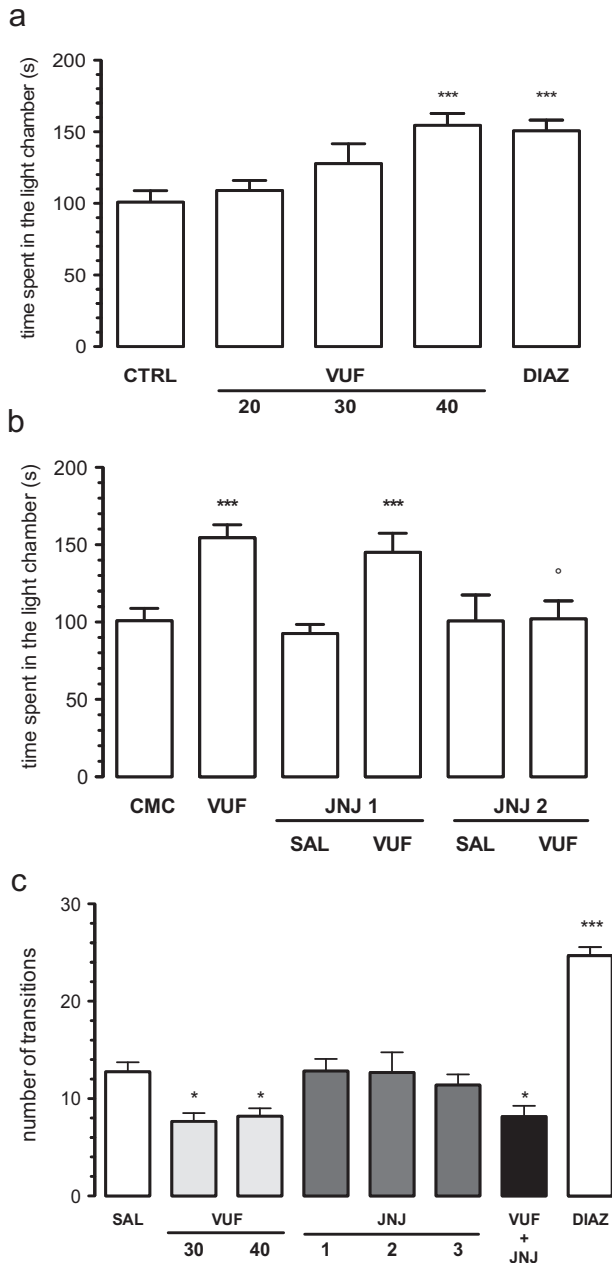 a
time spent in the light chamber (s)
200
150
100
50
0
*** ***
CTRL VUF DIAZ
20 30 40
b
time spent in the light chamber (s)
200
150
100
50
0
*** *** °
CMC VUF JNJ 1 JNJ 2
SAL VUF SAL VUF
c
number of transitions
30
20
10
0
* * * ***
SAL VUF JNJ VUF + JNJ DIAZ
30 40 1 2 3